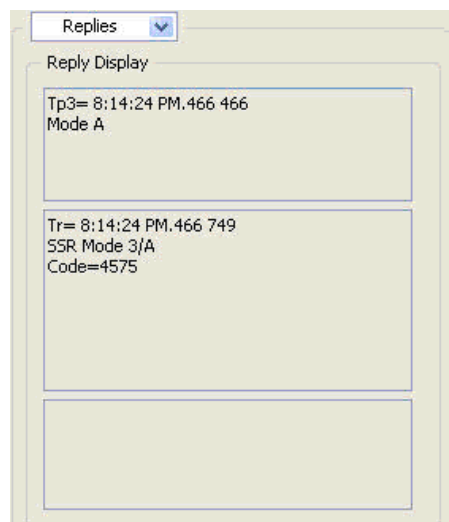 Replies
Reply Display
Tp3= 8:14:24 PM.466 466
Mode A
Tr= 8:14:24 PM.466 749
SSR Mode 3/A
Code=4575